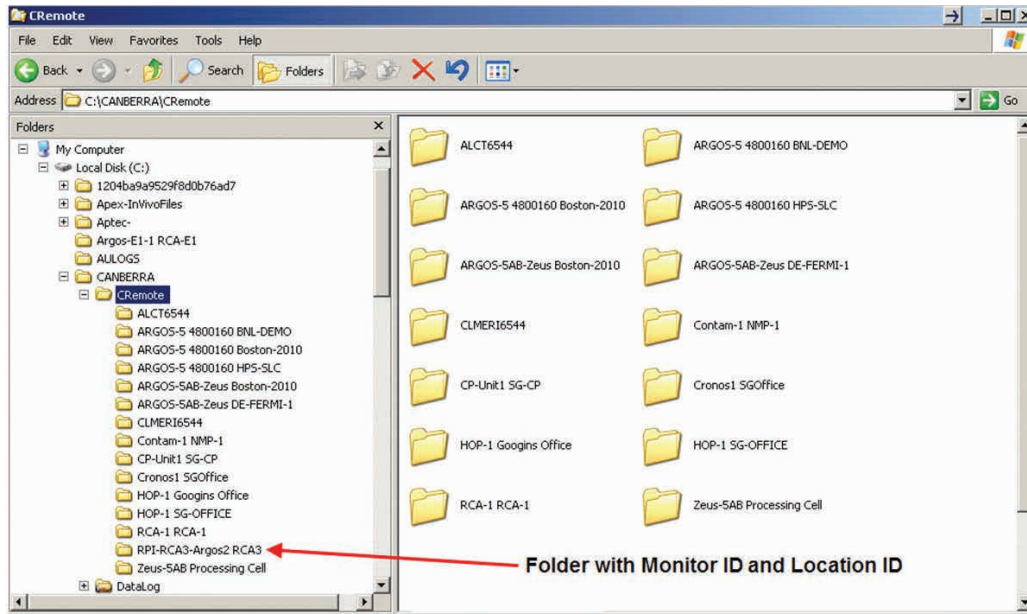 CRemote
File Edit View Favorites Tools Help
Back Search Folders
Address C:\CANBERRA\CRemote Go
Folders
My Computer
Local Disk (C:)
1204ba9a9529f8d0b76ad7
Apex-InVivoFiles
Aptec-
Argos-E1-1 RCA-E1
AULOGS
CANBERRA
CRemote
ALCT6544
ARGOS-5 4800160 BNL-DEMO
ARGOS-5 4800160 Boston-2010
ARGOS-5 4800160 HPS-SLC
ARGOS-5AB-Zeus Boston-2010
ARGOS-5AB-Zeus DE-FERMI-1
CLMERI6544
Contam-1 NMP-1
CP-Unit1 SG-CP
Cronos1 SGOffice
HOP-1 Googins Office
HOP-1 SG-OFFICE
RCA-1 RCA-1
RPI-RCA3-Argos2 RCA3
Zeus-5AB Processing Cell
DataLog
ALCT6544 ARGOS-5 4800160 BNL-DEMO
ARGOS-5 4800160 Boston-2010 ARGOS-5 4800160 HPS-SLC
ARGOS-5AB-Zeus Boston-2010 ARGOS-5AB-Zeus DE-FERMI-1
CLMERI6544 Contam-1 NMP-1
CP-Unit1 SG-CP Cronos1 SGOffice
HOP-1 Googins Office HOP-1 SG-OFFICE
RCA-1 RCA-1 Zeus-5AB Processing Cell
Folder with Monitor ID and Location ID